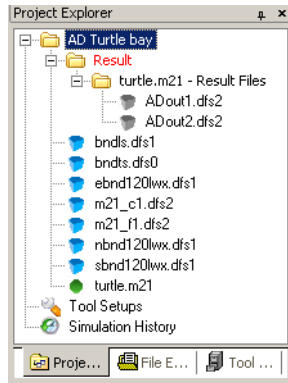 Project Explorer
AD Turtle bay
Result
turtle.m21 - Result Files
ADout1.dfs2
ADout2.dfs2
bndls.dfs1
bndts.dfs0
ebnd120lwx.dfs1
m21_c1.dfs2
m21_f1.dfs2
nbnd120lwx.dfs1
sbnd120lwx.dfs1
turtle.m21
Tool Setups
Simulation History
Proje... File E... Tool ...